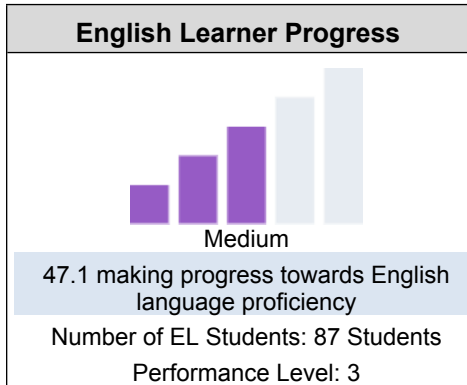 English Learner Progress
Medium
47.1 making progress towards English
language proficiency
Number of EL Students: 87 Students
Performance Level: 3